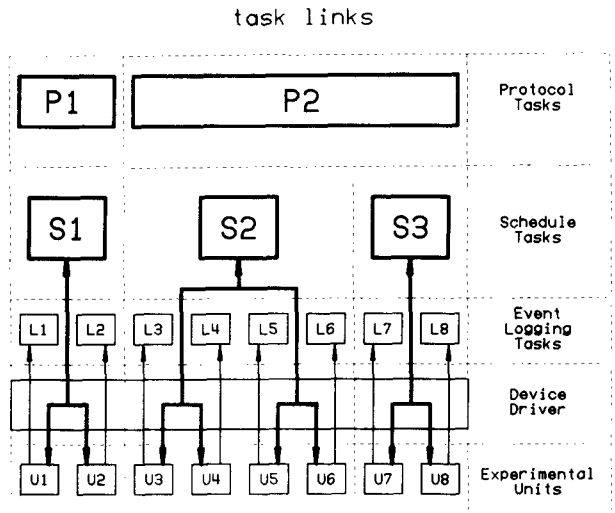 task links
P1 P2 Protocol
Tasks
S1 S2 S3 Schedule
Tasks
L1 L2 L3 L4 L5 L6 L7 L8 Event
Logging
Tasks
Device
Driver
U1 U2 U3 U4 U5 U6 U7 U8 Experimental
Units